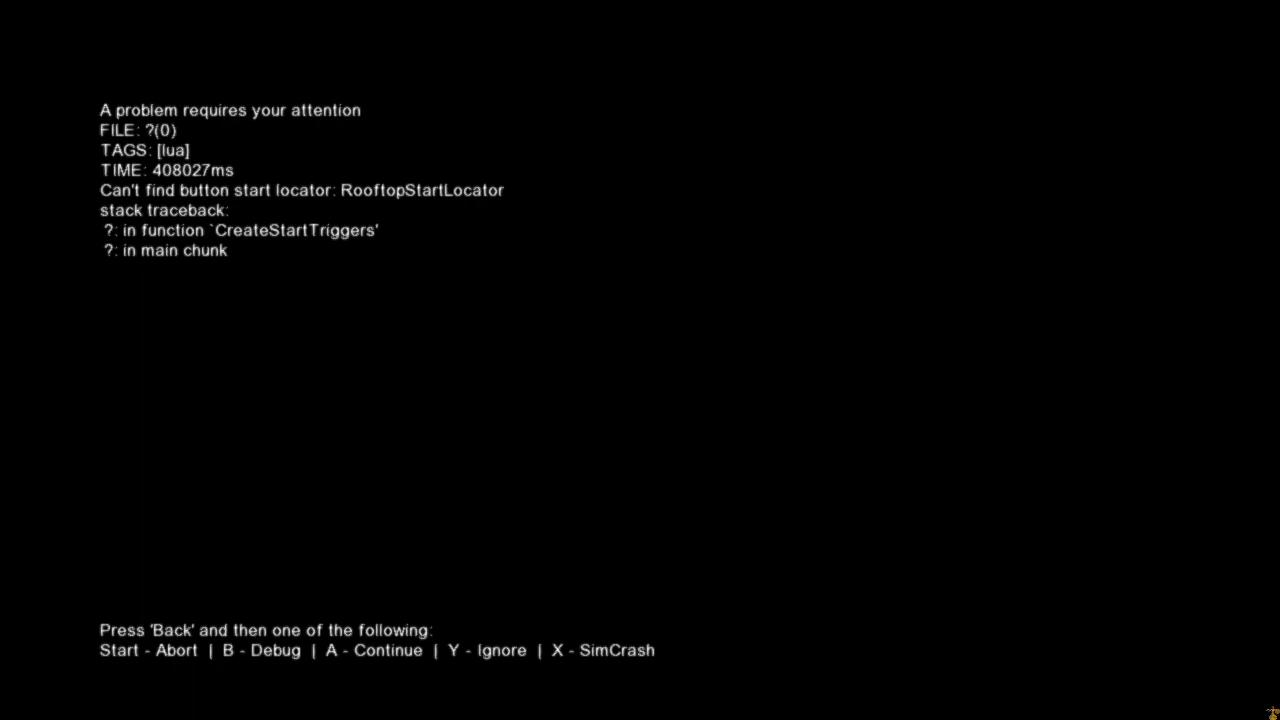 A problem requires your attention
FILE: ?(0)
TAGS: [lua]
TIME: 408027ms
Can't find button start locator: RooftopStartLocator
stack traceback:
?: in function `CreateStartTriggers'
?: in main chunk
Press 'Back' and then one of the following:
Start - Abort | B - Debug | A - Continue | Y - Ignore | X - SimCrash